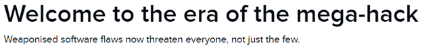 Welcome to the era of the mega-hack
Weaponised software flaws now threaten everyone, not just the few.